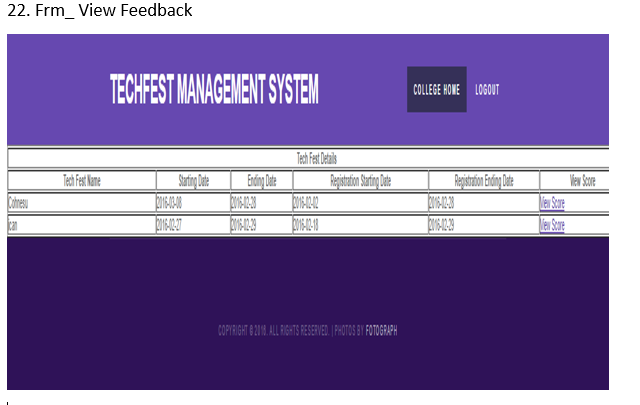 22. Frm_ View Feedback
TECHFEST MANAGEMENT SYSTEM
COLLEGE HOME LOGOUT
Tech Fest Details
Tech Fest Name Starting Date Ending Date Registration Starting Date Registration Ending Date View Score
2016-03-08 2016-02-28 2016-02-02 2016-02-28 View Score
ican 2016-02-27 2016-02-29 2016-02-18 2016-02-29 View Score
COPYRIGHT © 2016. ALL RIGHTS RESERVED. | PHOTOS BY FOTOGRAPH